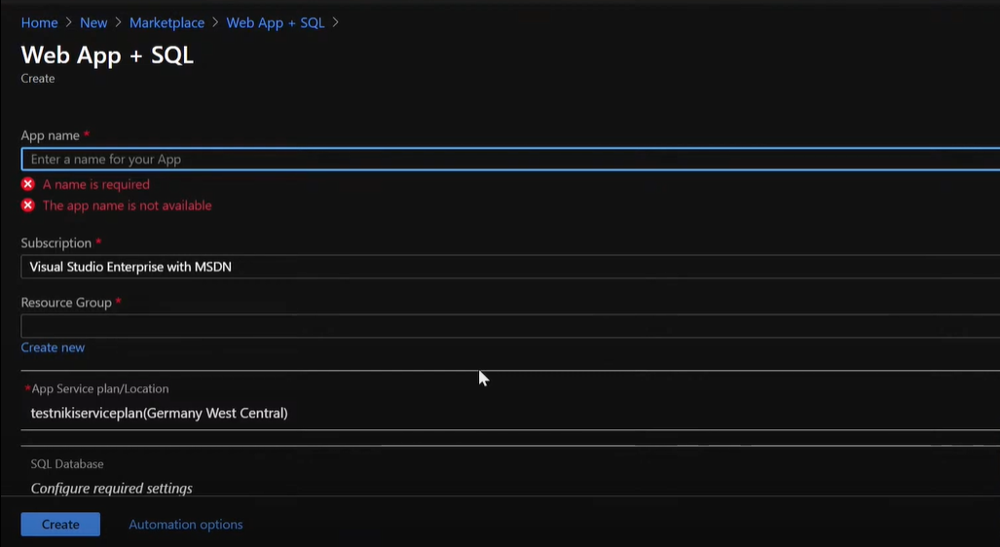 Home > New > Marketplace > Web App + SQL >
Web App + SQL
Create
App name *
Enter a name for your App
A name is required
The app name is not available
Subscription *
Visual Studio Enterprise with MSDN
Resource Group *
Create new
*App Service plan/Location
testnikiserviceplan(Germany West Central)
SQL Database
Configure required settings
Create Automation options